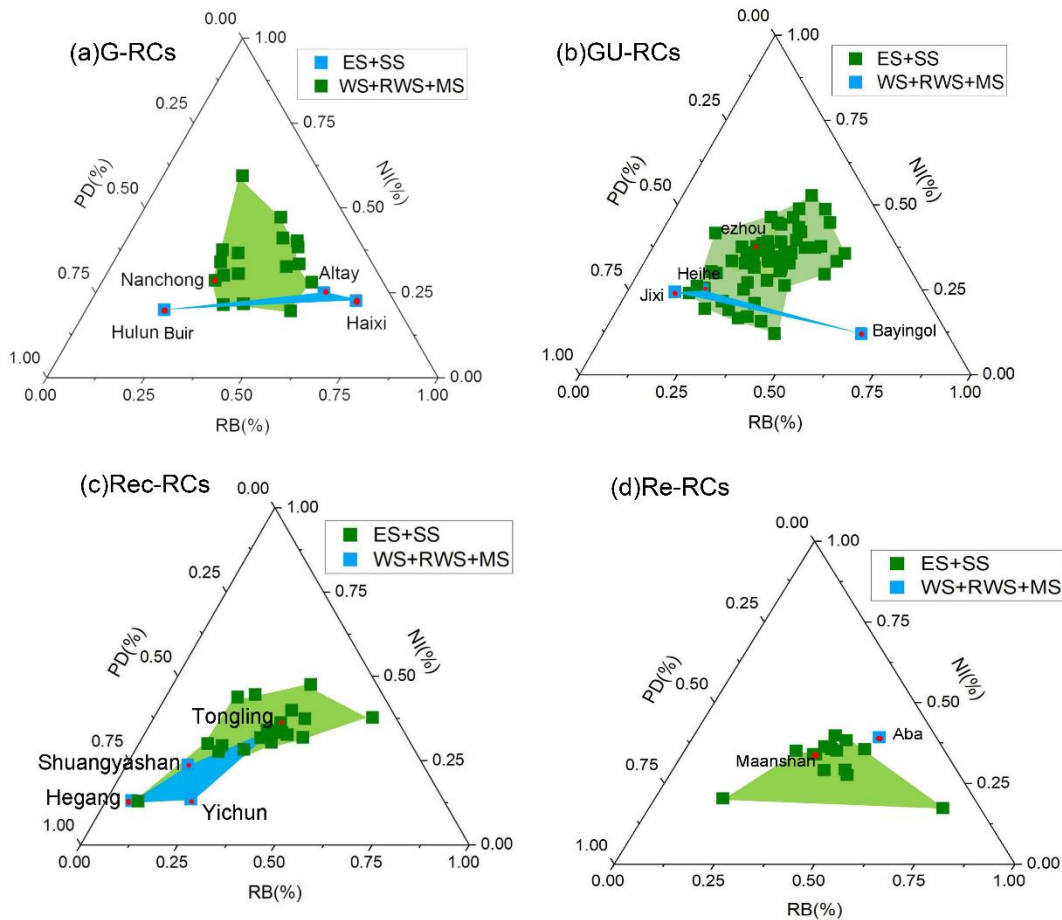 (a)G-RCs
0.00
1.00
ES+SS
WS+RWS+MS
0.25
0.75
PD(%)
NI(%)
0.50
0.50
0.75
Nanchong
Altay
0.25
Hulun Buir
Haixi
1.00
0.00
0.00
0.25
0.50
0.75
1.00
RB(%)
(b)GU-RCs
0.00
1.00
ES+SS
WS+RWS+MS
0.25
0.75
PD(%)
NI(%)
0.50
0.50
ezhou
0.75
Heihe
Jixi
0.25
Bayingol
1.00
0.00
0.00
0.25
0.50
0.75
1.00
RB(%)
(c)Rec-RCs
0.00
1.00
ES+SS
WS+RWS+MS
0.25
0.75
PD(%)
NI(%)
0.50
0.50
Tongling
0.75
Shuangyashan
0.25
Hegang
Yichun
1.00
0.00
0.00
0.25
0.50
0.75
1.00
RB(%)
(d)Re-RCs
0.00
1.00
ES+SS
WS+RWS+MS
0.25
0.75
PD(%)
NI(%)
0.50
0.50
Aba
0.75
Maanshan
0.25
1.00
0.00
0.00
0.25
0.50
0.75
1.00
RB(%)